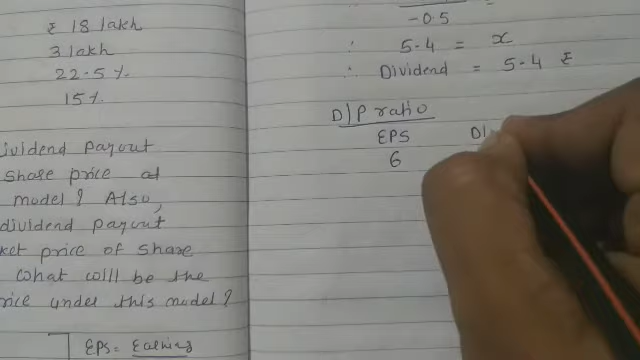 ₹ 18 lakh
3 lakh
22.5 %
15 %
ividend payout
share price at
model? Also,
dividend payout
ket price of share
what will be the
rice under this model?
EPS = Earning
-0.5
∴ 5.4 = x
∴ Dividend = 5.4 ₹
D/P ratio
EPS D/
6